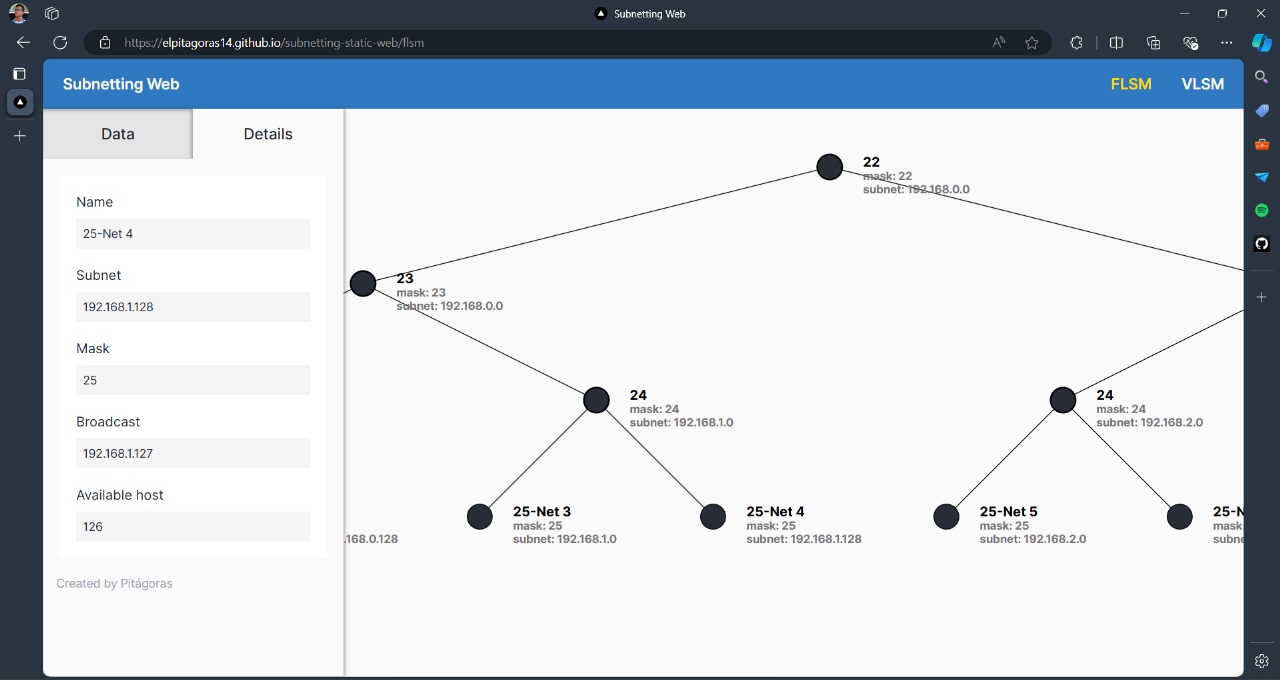 Subnetting Web
https://elpitagoras14.github.io/subnetting-static-web/flsm
Subnetting Web
FLSM
VLSM
Data
Details
Name
25-Net 4
Subnet
192.168.1.128
Mask
25
Broadcast
192.168.1.127
Available host
126
Created by Pitágoras
22
mask: 22
subnet: 192.168.0.0
23
mask: 23
subnet: 192.168.0.0
24
mask: 24
subnet: 192.168.1.0
24
mask: 24
subnet: 192.168.2.0
.168.0.128
25-Net 3
mask: 25
subnet: 192.168.1.0
25-Net 4
mask: 25
subnet: 192.168.1.128
25-Net 5
mask: 25
subnet: 192.168.2.0
25-N
mask:
subne